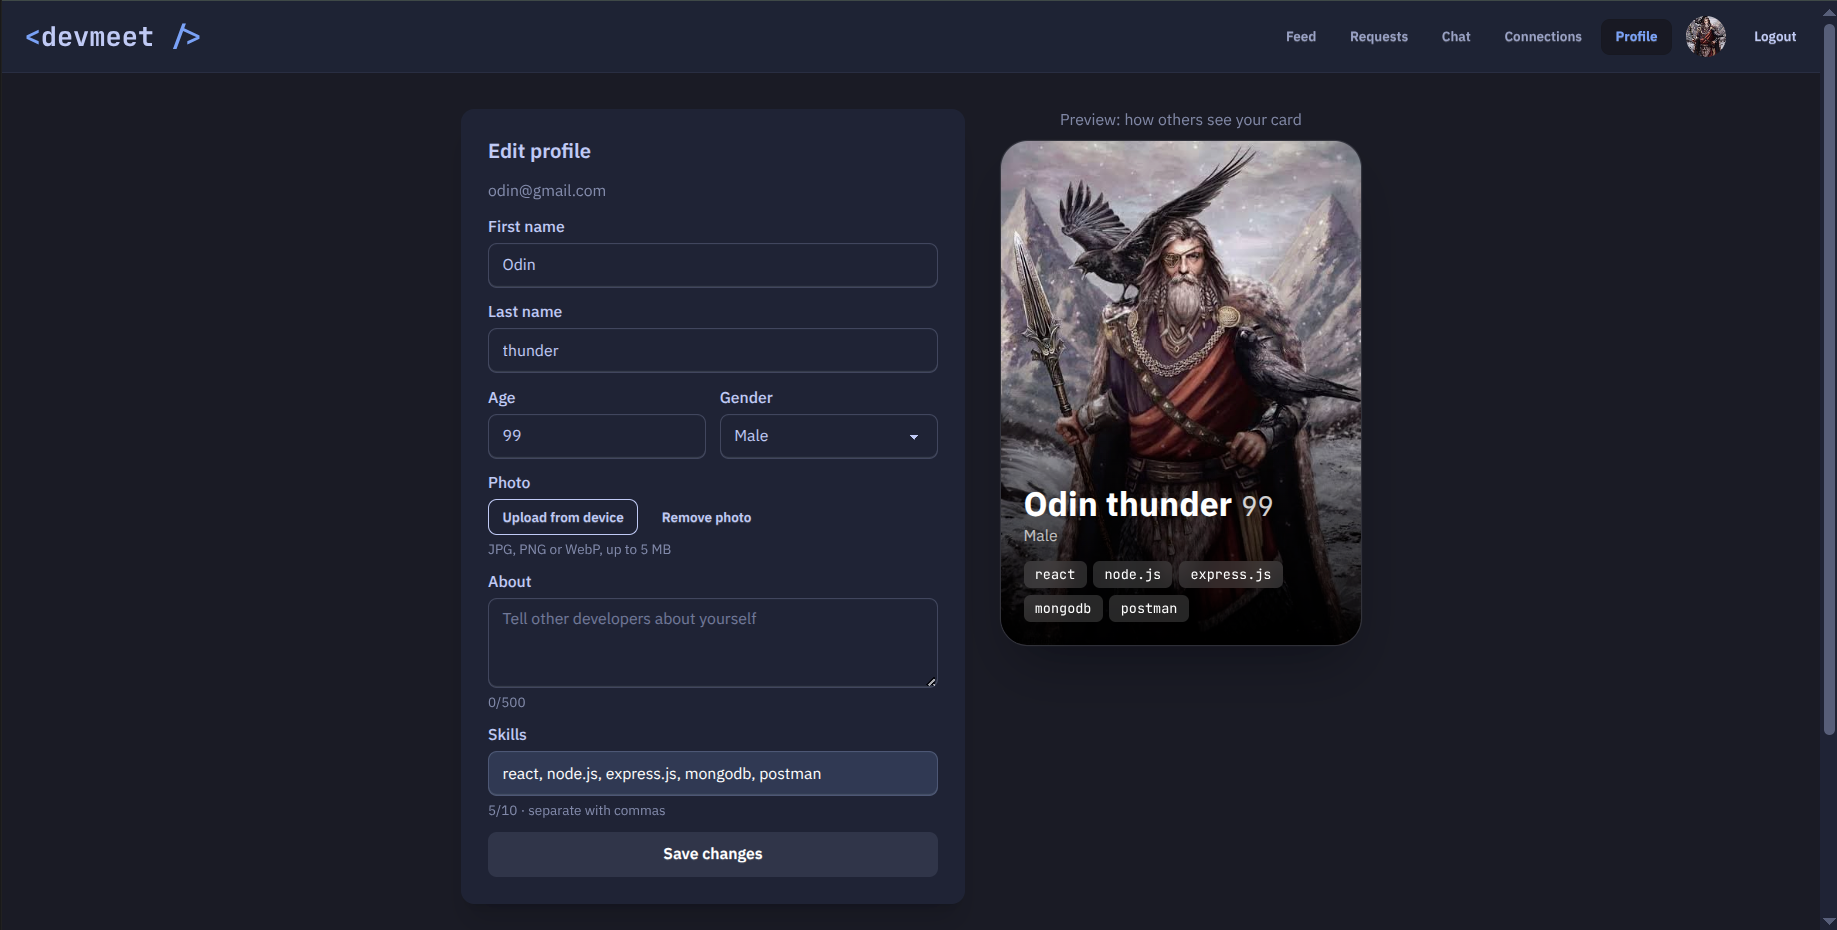 <devmeet />
Feed
Requests
Chat
Connections
Profile
Logout
Edit profile
odin@gmail.com
First name
Odin
Last name
thunder
Age
Gender
99
Male
Photo
Upload from device
Remove photo
JPG, PNG or WebP, up to 5 MB
About
Tell other developers about yourself
0/500
Skills
react, node.js, express.js, mongodb, postman
5/10 · separate with commas
Save changes
Preview: how others see your card
Odin thunder 99
Male
react node.js express.js
mongodb postman